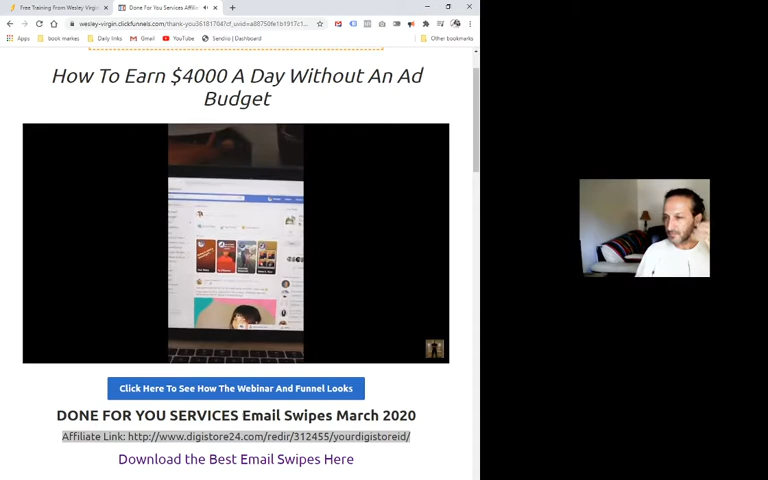 Free Training From Wesley Virgin
Done For You Services Affili
wesley-virgin.clickfunnels.com/thank-you36181704?cf_uvid=a88750fe1b1917c1...
Apps
book markes
Daily links
Gmail
YouTube
Sendiio | Dashboard
Other bookmarks
How To Earn $4000 A Day Without An Ad
Budget
Click Here To See How The Webinar And Funnel Looks
DONE FOR YOU SERVICES Email Swipes March 2020
Affiliate Link: http://www.digistore24.com/redir/312455/yourdigistoreid/
Download the Best Email Swipes Here